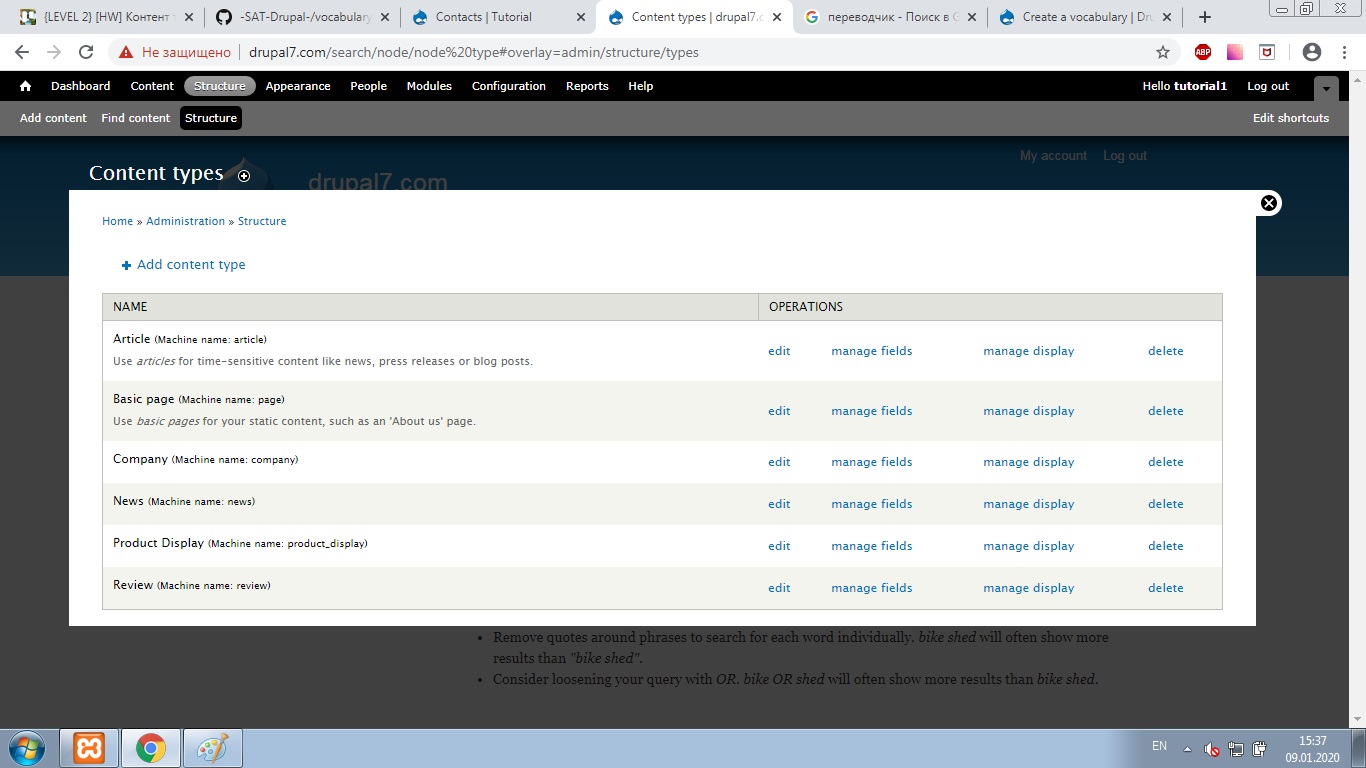 {LEVEL 2} [HW] Контент т
-SAT-Drupal-/vocabulary
Contacts | Tutorial
Content types | drupal7.c
переводчик - Поиск в G
Create a vocabulary | Dru
Не защищено
drupal7.com/search/node/node%20type#overlay=admin/structure/types
ABP
Dashboard Content Structure Appearance People Modules Configuration Reports Help
Hello tutorial1 Log out
Add content Find content Structure
Edit shortcuts
My account Log out
Content types
drupal7.com
Home » Administration » Structure
Add content type
NAME OPERATIONS
Article (Machine name: article)
Use articles for time-sensitive content like news, press releases or blog posts.
edit manage fields manage display delete
Basic page (Machine name: page)
Use basic pages for your static content, such as an 'About us' page.
edit manage fields manage display delete
Company (Machine name: company)
edit manage fields manage display delete
News (Machine name: news)
edit manage fields manage display delete
Product Display (Machine name: product_display)
edit manage fields manage display delete
Review (Machine name: review)
edit manage fields manage display delete
Remove quotes around phrases to search for each word individually. bike shed will often show more
results than "bike shed".
Consider loosening your query with OR. bike OR shed will often show more results than bike shed.
EN
15:37
09.01.2020